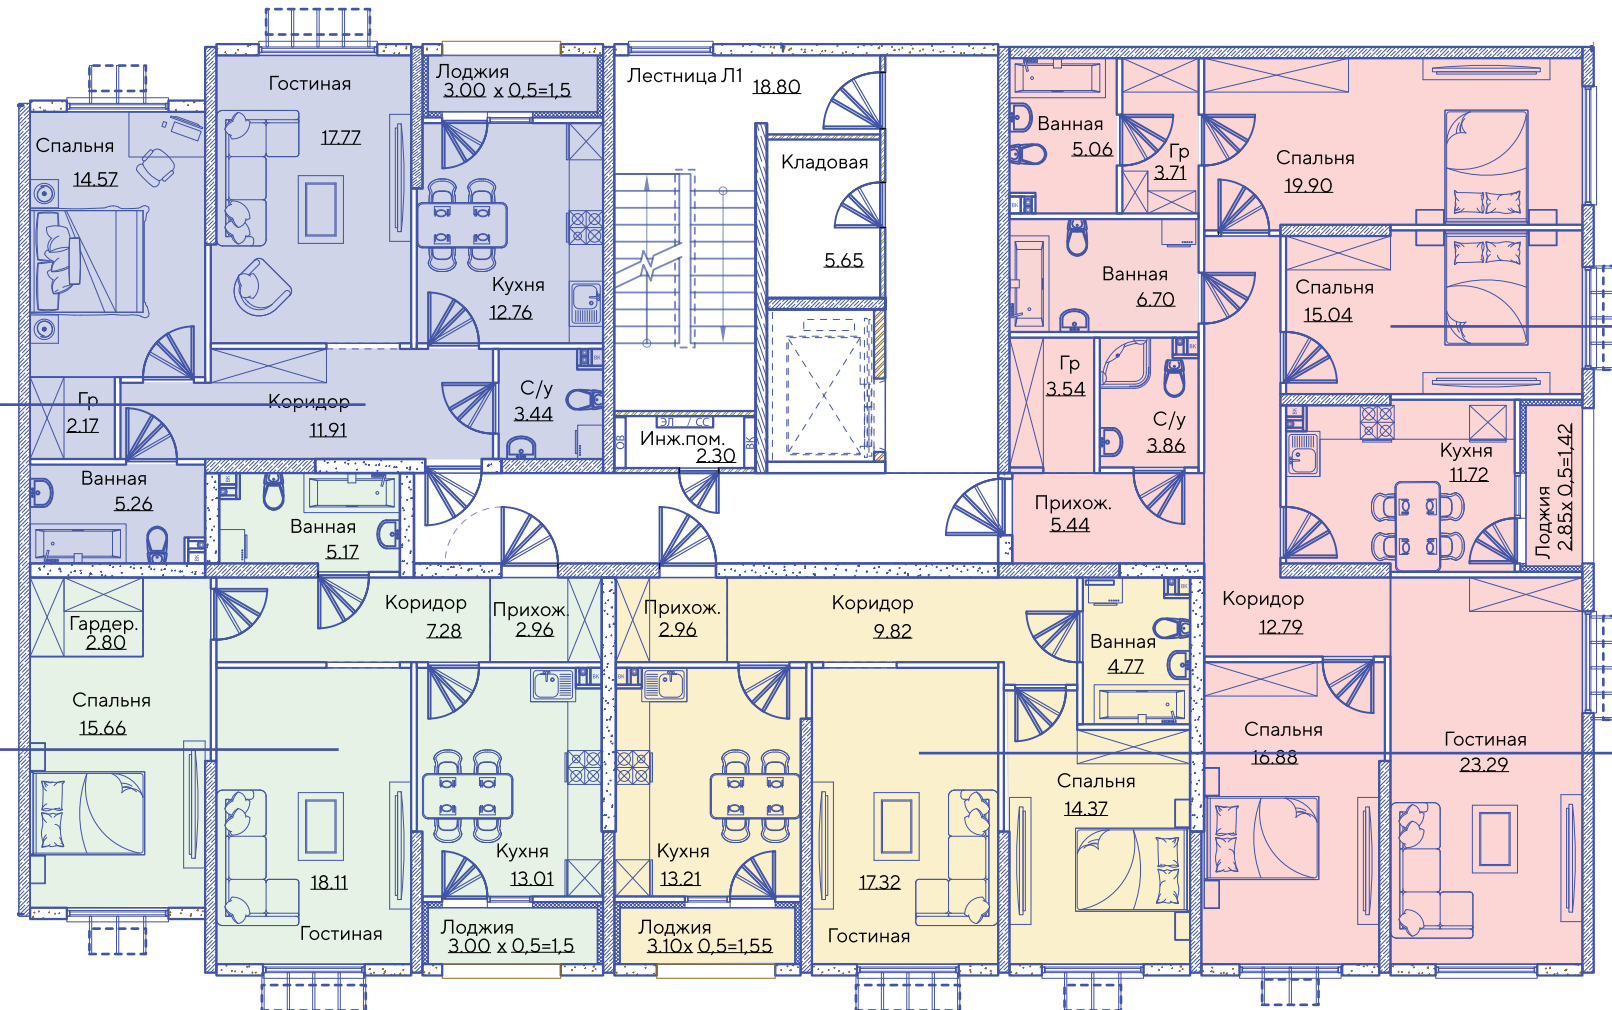 Гостиная
17.77
Лоджия
3.00 x 0,5=1,5
Лестница Л1
18.80
Спальня
14.57
Кухня
12.76
Кладовая
5.65
Ванная
5.06
Гр
3.71
Спальня
19.90
Ванная
6.70
Спальня
15.04
Гр
2.17
Коридор
11.91
С/у
3.44
ВК
ЭЛ / СС
ОВ
Инж.пом.
2.30
ВК
Гр
3.54
С/у
3.86
Кухня
11.72
Лоджия
2.85x 0,5=1,42
Ванная
5.26
Ванная
5.17
Прихож.
5.44
Гардер.
2.80
Коридор
7.28
Прихож.
2.96
Прихож.
2.96
Коридор
9.82
Ванная
4.77
Коридор
12.79
Спальня
15.66
Гостиная
18.11
Кухня
13.01
Лоджия
3.00 x 0,5=1,5
Кухня
13.21
Лоджия
3.10x 0,5=1,55
17.32
Гостиная
Спальня
14.37
Спальня
16.88
Гостиная
23.29